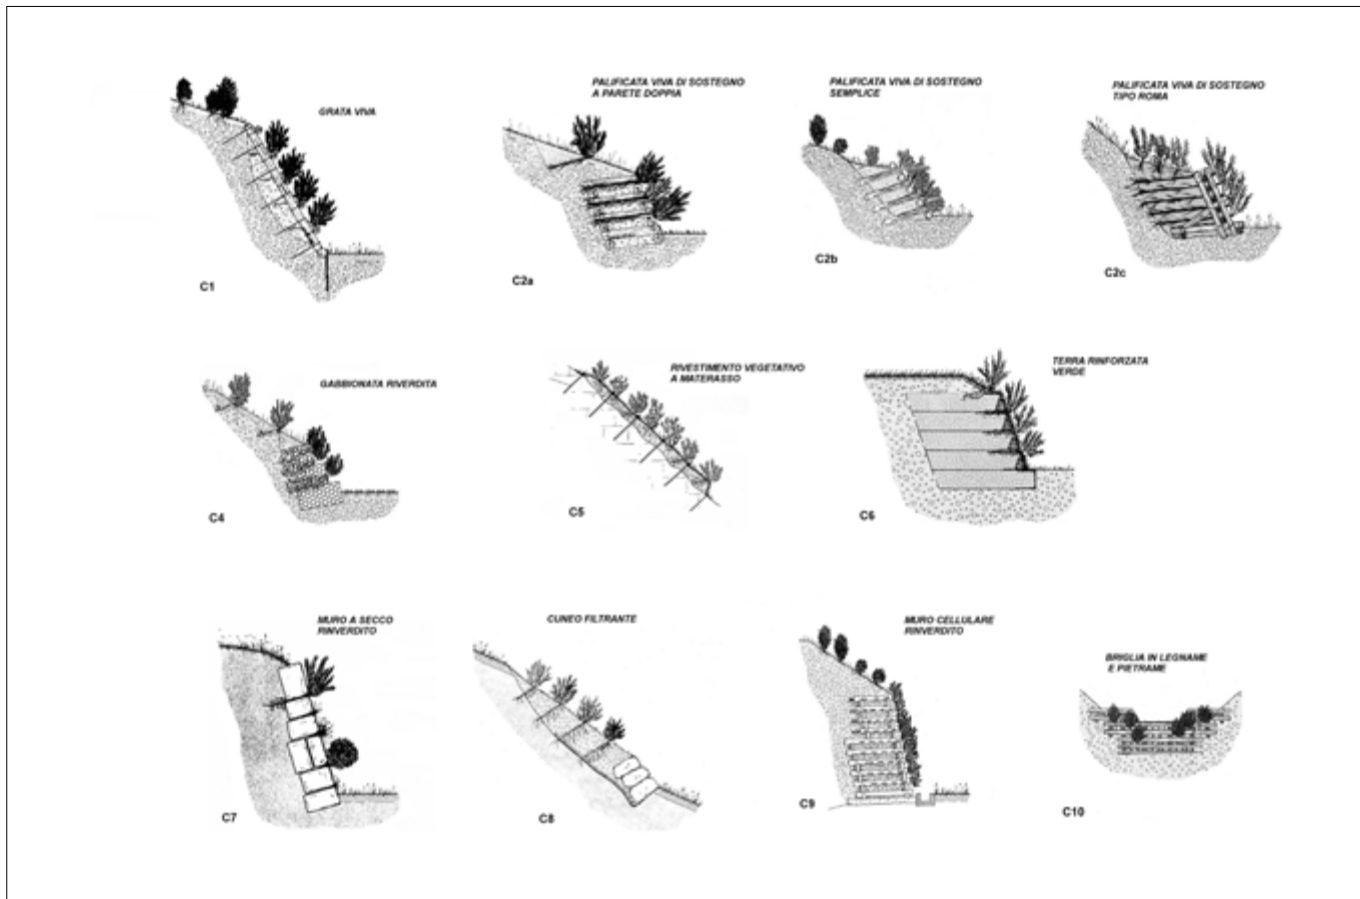 GRATA VIVA
C1
PALIFICATA VIVA DI SOSTEGNO
A PARETE DOPPIA
C2a
PALIFICATA VIVA DI SOSTEGNO
SEMPLICE
C2b
PALIFICATA VIVA DI SOSTEGNO
TIPO ROMA
C2c
GABBIONATA RIVERDITA
C4
RIVESTIMENTO VEGETATIVO
A MATERASSO
C5
TERRA RINFORZATA
VERDE
C6
MURO A SECCO
RINVERDITO
C7
CUNEO FILTRANTE
C8
MURO CELLULARE
RINVERDITO
C9
BRIGLIA IN LEGNAME
E PIETRAME
C10